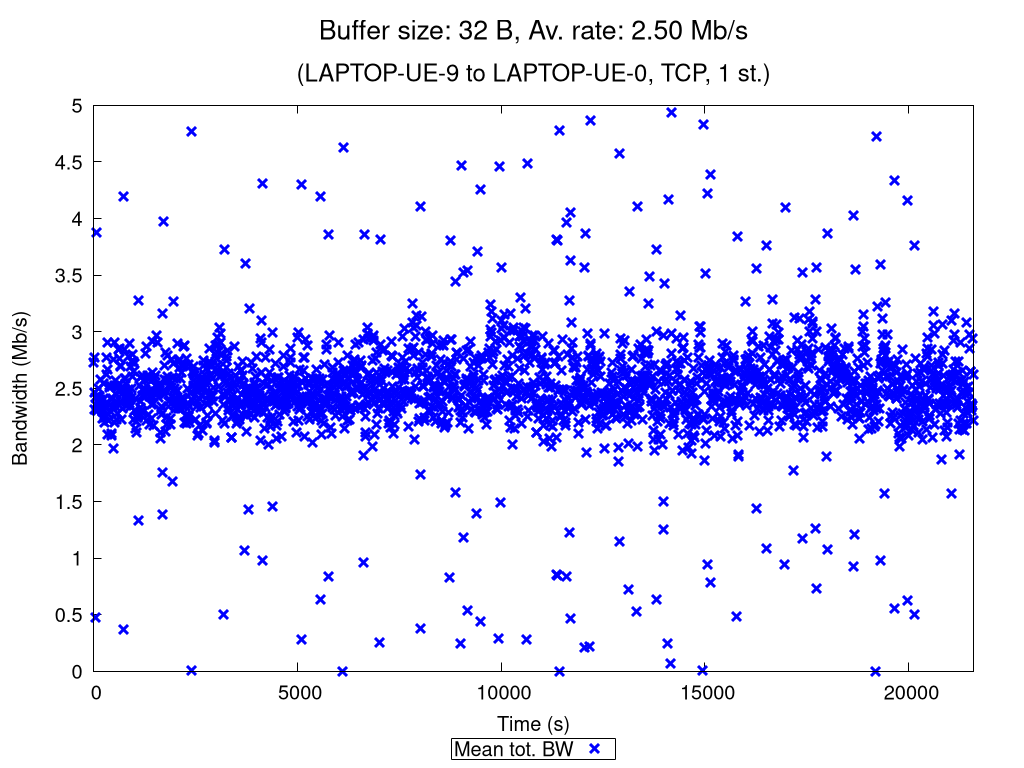 Buffer size: 32 B, Av. rate: 2.50 Mb/s
(LAPTOP-UE-9 to LAPTOP-UE-0, TCP, 1 st.)
5
4.5
4
3.5
3
2.5
2
1.5
1
0.5
0
Bandwidth (Mb/s)
0 5000 10000 15000 20000
Time (s)
Mean tot. BW